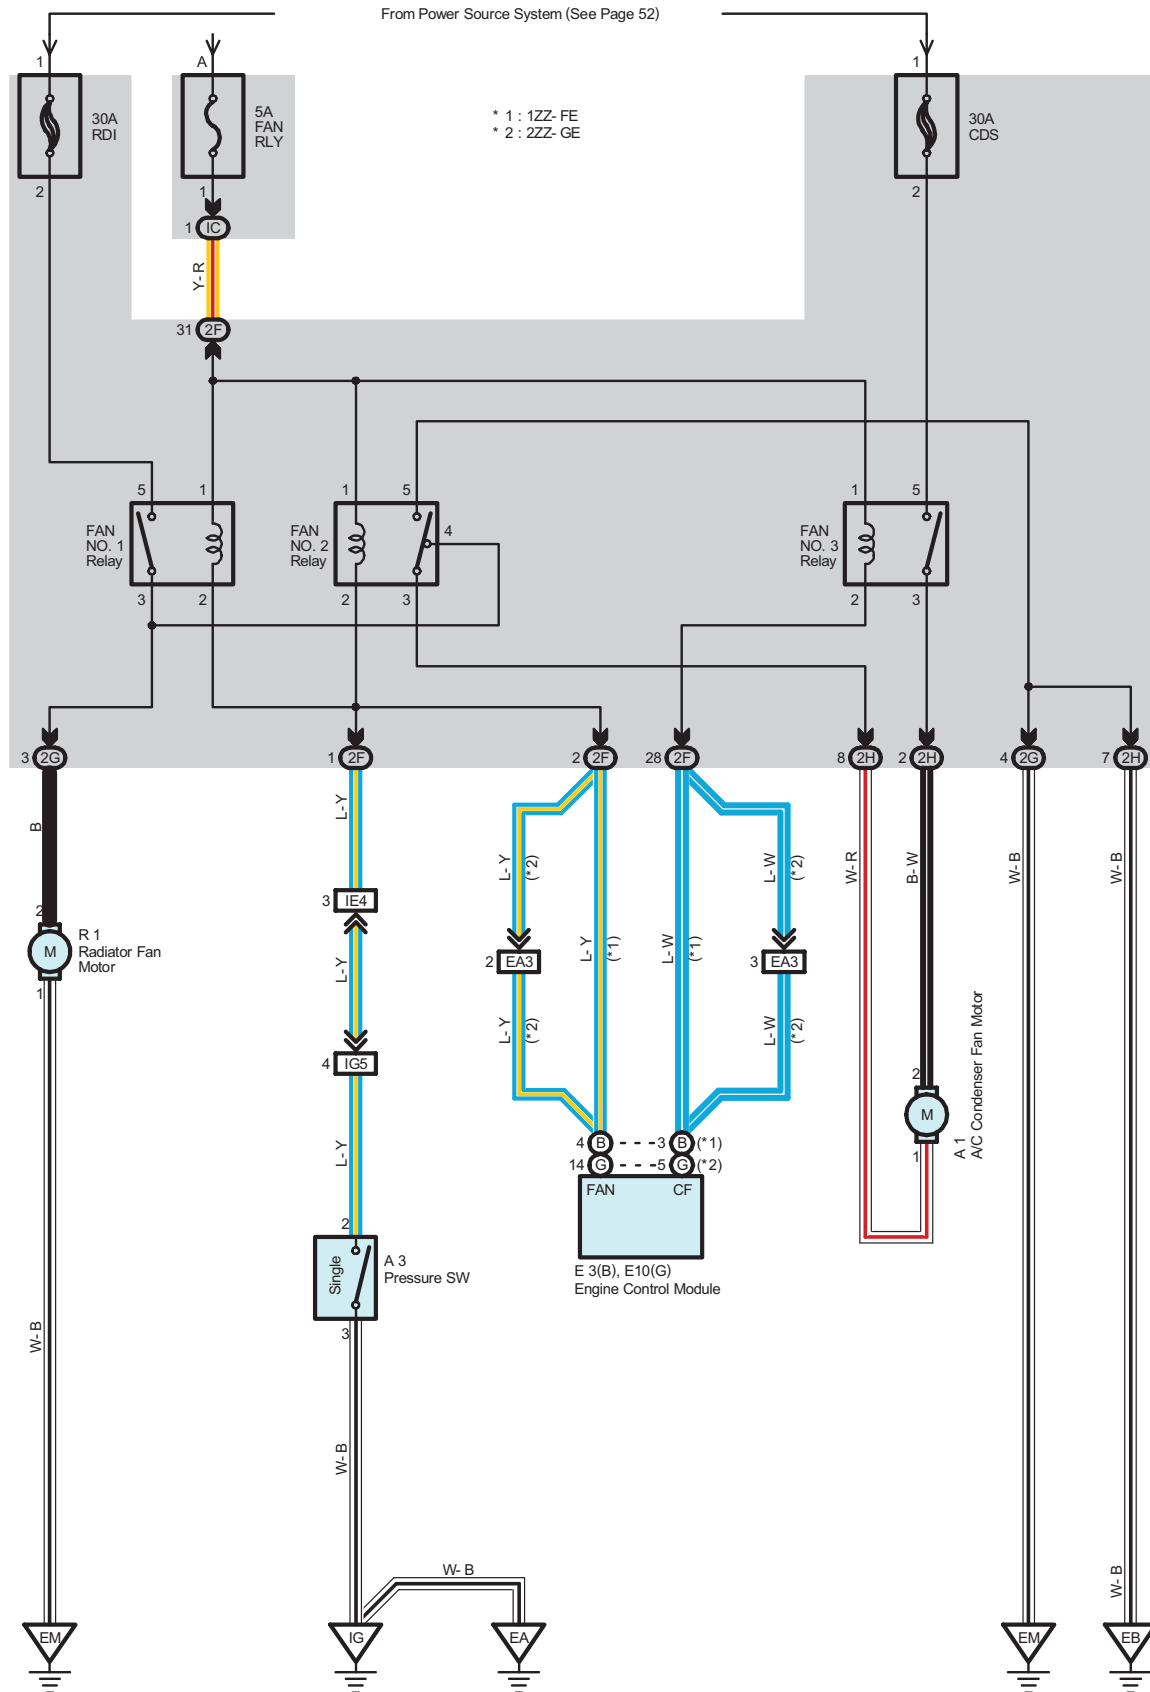 From Power Source System (See Page 52)
1
A
1
30A
RDI
5A
FAN
RLY
* 1 : 1ZZ- FE
* 2 : 2ZZ- GE
30A
CDS
2
1
2
1 IC
Y- R
31 2F
5
1
1
5
1
5
FAN
NO. 1
Relay
FAN
NO. 2
Relay
4
FAN
NO. 3
Relay
3
2
2
3
2
3
3 2G
1 2F
2 2F
28 2F
8 2H
2 2H
4 2G
7 2H
B
L- Y
L- Y
(* 2)
L- W
(* 2)
W- R
B- W
W- B
W- B
3 IE4
2
M
R 1
Radiator Fan
Motor
1
L- Y
2 EA3
L- Y
(* 1)
L- W
(* 1)
3 EA3
L- Y
(* 2)
L- W
(* 2)
4 IG5
2
M
1
A 1
A/C Condenser Fan Motor
L- Y
4 B - - - 3 B (* 1)
14 G - - - 5 G (* 2)
FAN
CF
E 3(B), E10(G)
Engine Control Module
2
Single
A 3
Pressure SW
3
W- B
W- B
W- B
W- B
EM
IG
EA
EM
EB